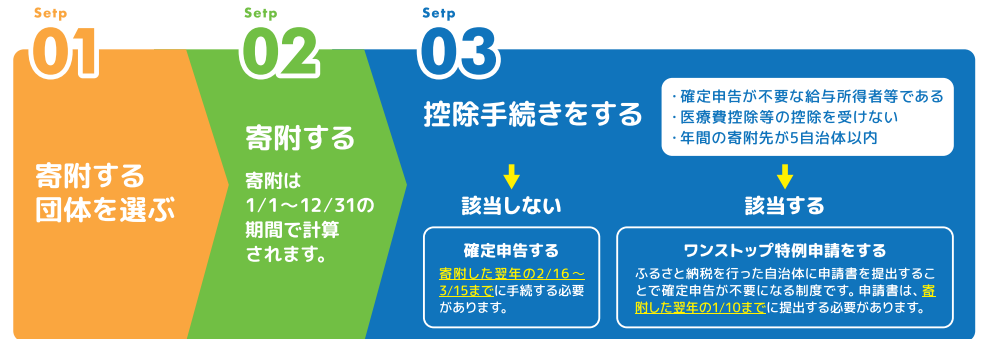 Setp
01
寄附する
団体を選ぶ
Setp
02
寄附する
寄附は
1/1〜12/31の
期間で計算
されます。
Setp
03
控除手続きをする
・確定申告が不要な給与所得者等である
・医療費控除等の控除を受けない
・年間の寄附先が5自治体以内
該当しない
確定申告する
寄附した翌年の2/16〜
3/15までに手続する必要
があります。
該当する
ワンストップ特例申請をする
ふるさと納税を行った自治体に申請書を提出するこ
とで確定申告が不要になる制度です。申請書は、寄
附した翌年の1/10までに提出する必要があります。